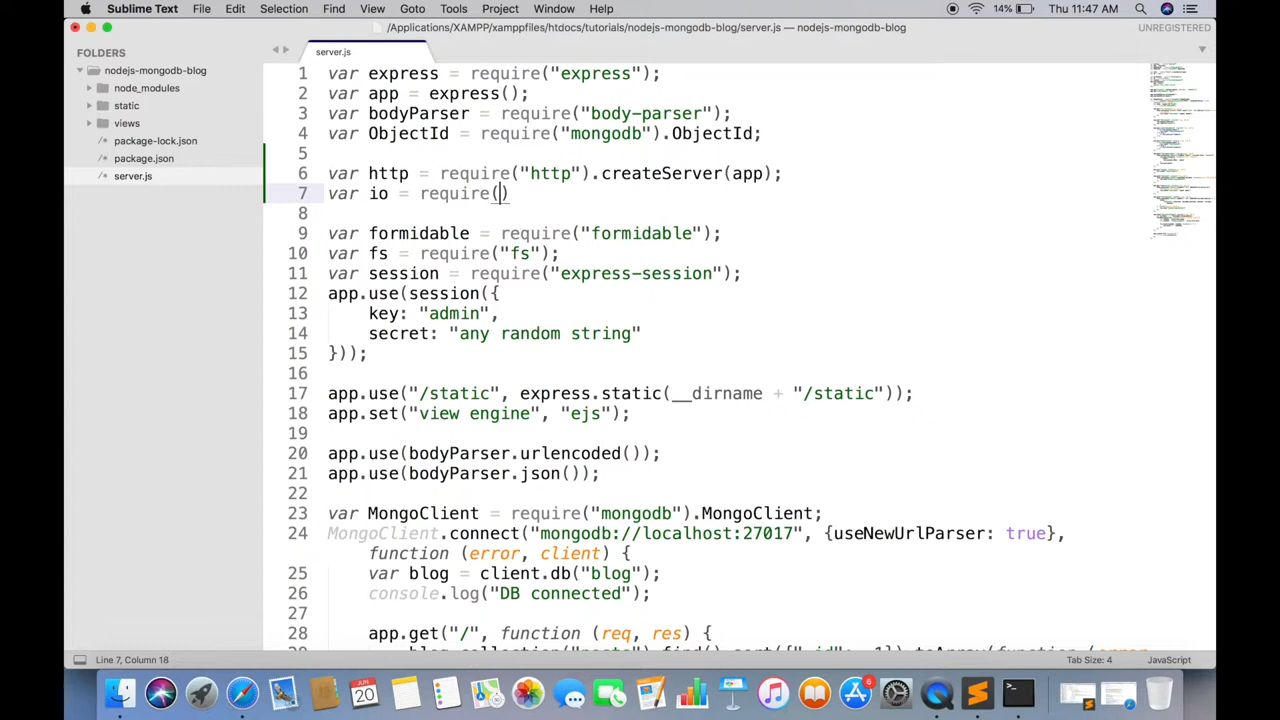 Sublime Text File Edit Selection Find View Goto Tools Project Window Help 14% Thu 11:47 AM
/Applications/XAMPP/xamppfiles/htdocs/tutorials/nodejs-mongodb-blog/server.js — nodejs-mongodb-blog UNREGISTERED
FOLDERS
nodejs-mongodb-blog
node_modules
static
views
package-lock.json
package.json
server.js
server.js
1 var express = require("express");
2 var app = express();
3 var bodyParser = require("body-parser");
4 var ObjectId = require("mongodb").ObjectId;
5
6 var http = require("http").createServer(app);
7 var io = require(
8
9 var formidable = require("formidable");
10 var fs = require("fs");
11 var session = require("express-session");
12 app.use(session({
13 key: "admin",
14 secret: "any random string"
15 }));
16
17 app.use("/static", express.static(__dirname + "/static"));
18 app.set("view engine", "ejs");
19
20 app.use(bodyParser.urlencoded());
21 app.use(bodyParser.json());
22
23 var MongoClient = require("mongodb").MongoClient;
24 MongoClient.connect("mongodb://localhost:27017", {useNewUrlParser: true},
function (error, client) {
25 var blog = client.db("blog");
26 console.log("DB connected");
27
28 app.get("/", function (req, res) {
Line 7, Column 18 Tab Size: 4 JavaScript
JUN
20
6